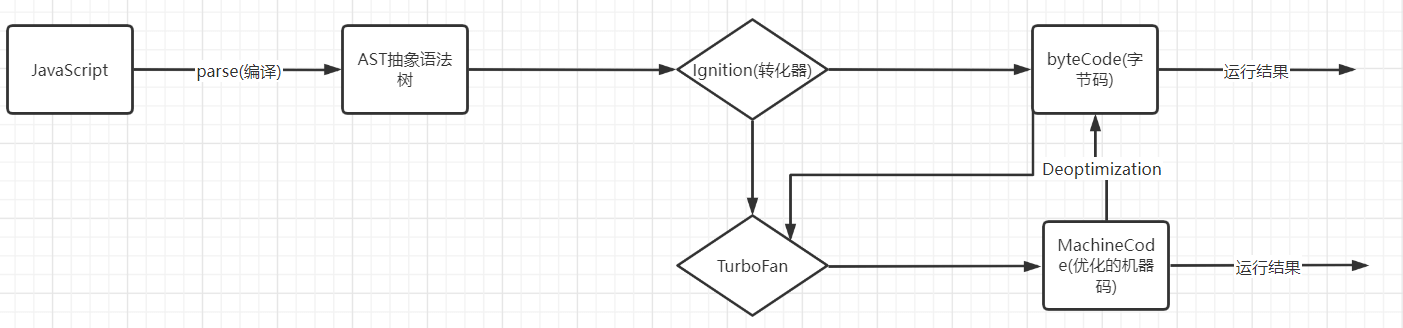 JavaScript
parse(编译)
AST抽象语法
树
Ignition(转化器)
byteCode(字
节码)
运行结果
Deoptimization
TurboFan
MachineCod
e(优化的机器
码)
运行结果